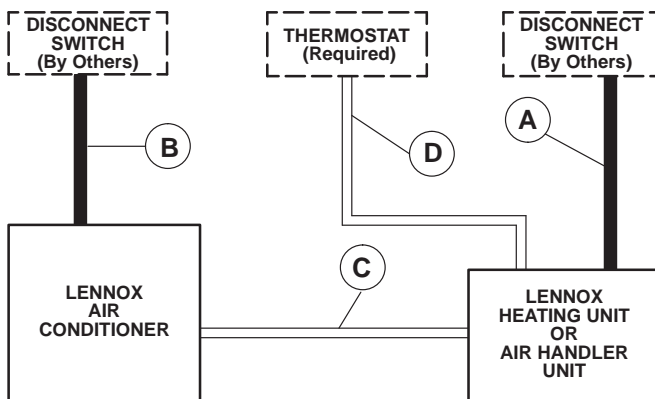 DISCONNECT
SWITCH
(By Others)
THERMOSTAT
(Required)
DISCONNECT
SWITCH
(By Others)
B
D
A
C
LENNOX
AIR
CONDITIONER
LENNOX
HEATING UNIT
OR
AIR HANDLER
UNIT